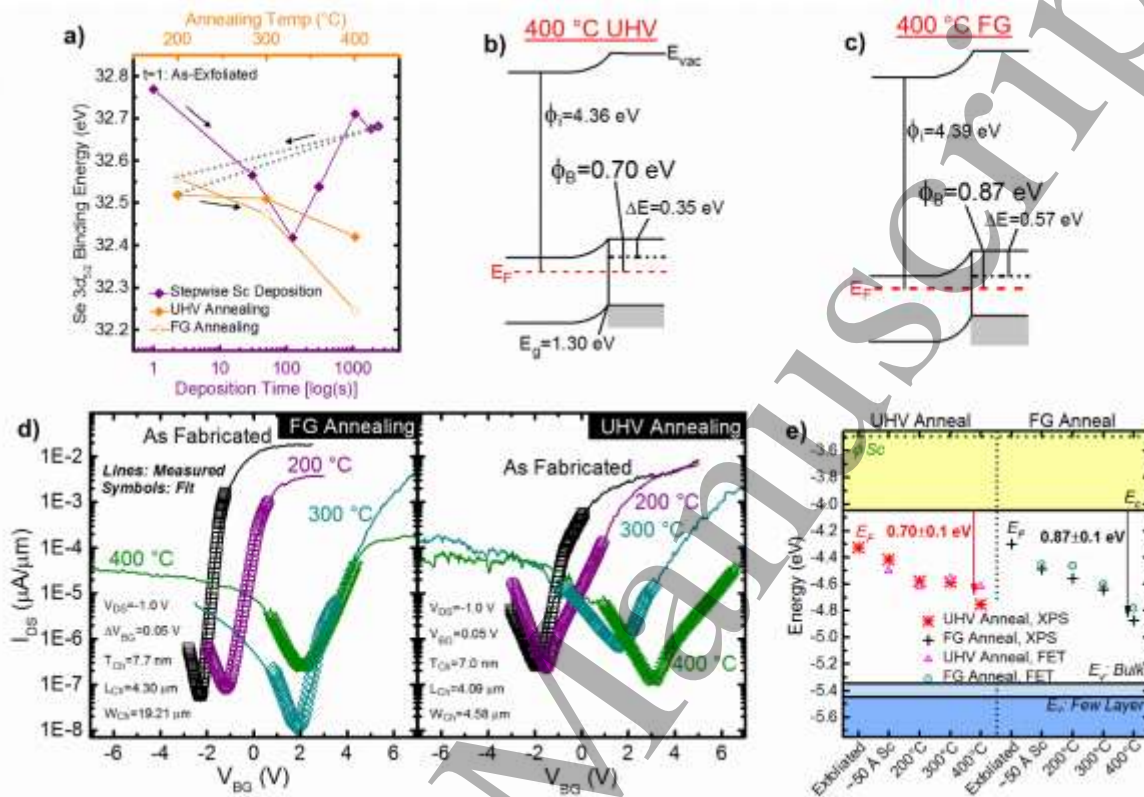 a)
Annealing Temp (°C)
200 300 400
t=1: As-Exfoliated
32.8
32.7
32.6
32.5
32.4
32.3
32.2
Se 3d5/2 Binding Energy (eV)
Stepwise Sc Deposition
UHV Annealing
FG Annealing
1 10 100 1000
Deposition Time [log(s)]
b)
400 °C UHV
Evac
ϕI=4.36 eV
ϕB=0.70 eV
ΔE=0.35 eV
EF
Eg=1.30 eV
c)
400 °C FG
ϕI=4.39 eV
ϕB=0.87 eV
ΔE=0.57 eV
EF
d)
FG Annealing
As Fabricated
Lines: Measured
Symbols: Fit
200 °C
300 °C
400 °C
VDS=-1.0 V
ΔVBG=0.05 V
TCh=7.7 nm
LCh=4.30 μm
WCh=19.21 μm
1E-2
1E-3
1E-4
1E-5
1E-6
1E-7
1E-8
IDS (μA/μm)
-6 -4 -2 0 2 4 6
VBG (V)
UHV Annealing
As Fabricated
200 °C
300 °C
400 °C
VDS=-1.0 V
VBG=0.05 V
TCh=7.0 nm
LCh=4.09 μm
WCh=4.58 μm
-6 -4 -2 0 2 4 6
VBG (V)
e)
UHV Anneal FG Anneal
ϕ Sc
Ec
EF 0.70±0.1 eV
EF 0.87±0.1 eV
UHV Anneal, XPS
FG Anneal, XPS
UHV Anneal, FET
FG Anneal, FET
Ev: Bulk
Ev: Few Layer
-3.6
-3.8
-4.0
-4.2
-4.4
-4.6
-4.8
-5.0
-5.2
-5.4
-5.6
Energy (eV)
Exfoliated ~50 Å Sc 200°C 300°C 400°C Exfoliated ~50 Å Sc 200°C 300°C 400°C
Manuscrip